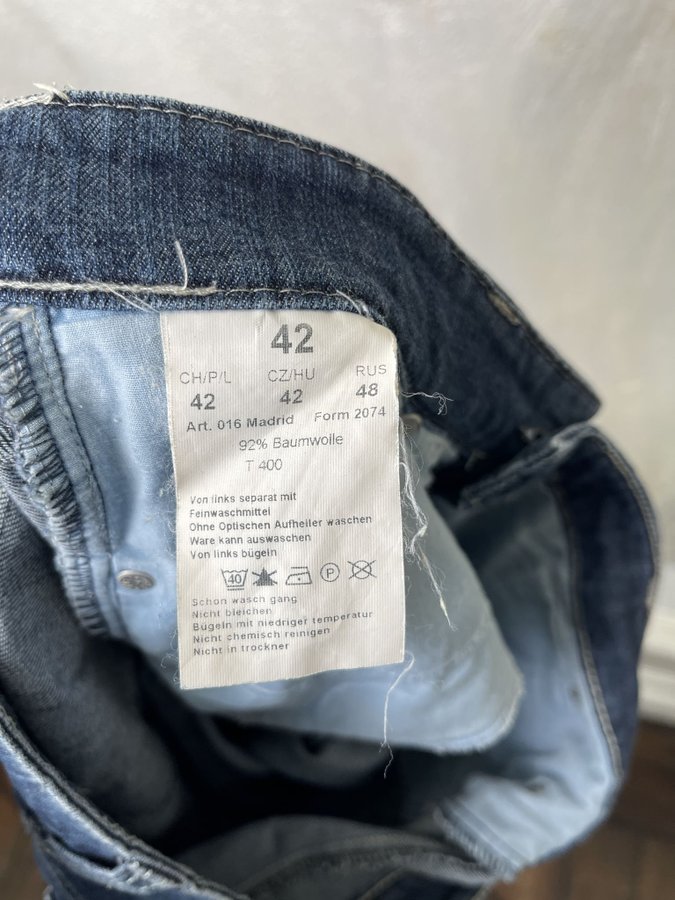 42
CH/P/L CZ/HU RUS
42 42 48
Art. 016 Madrid Form 2074
92% Baumwolle
T 400
Von links separat mit
Feinwaschmittel
Ohne Optischen Aufheller waschen
Ware kann auswaschen
Von links bügeln
40 P
Schon wasch gang
Nicht bleichen
Bügeln mit niedriger temperatur
Nicht chemisch reinigen
Nicht in trockner